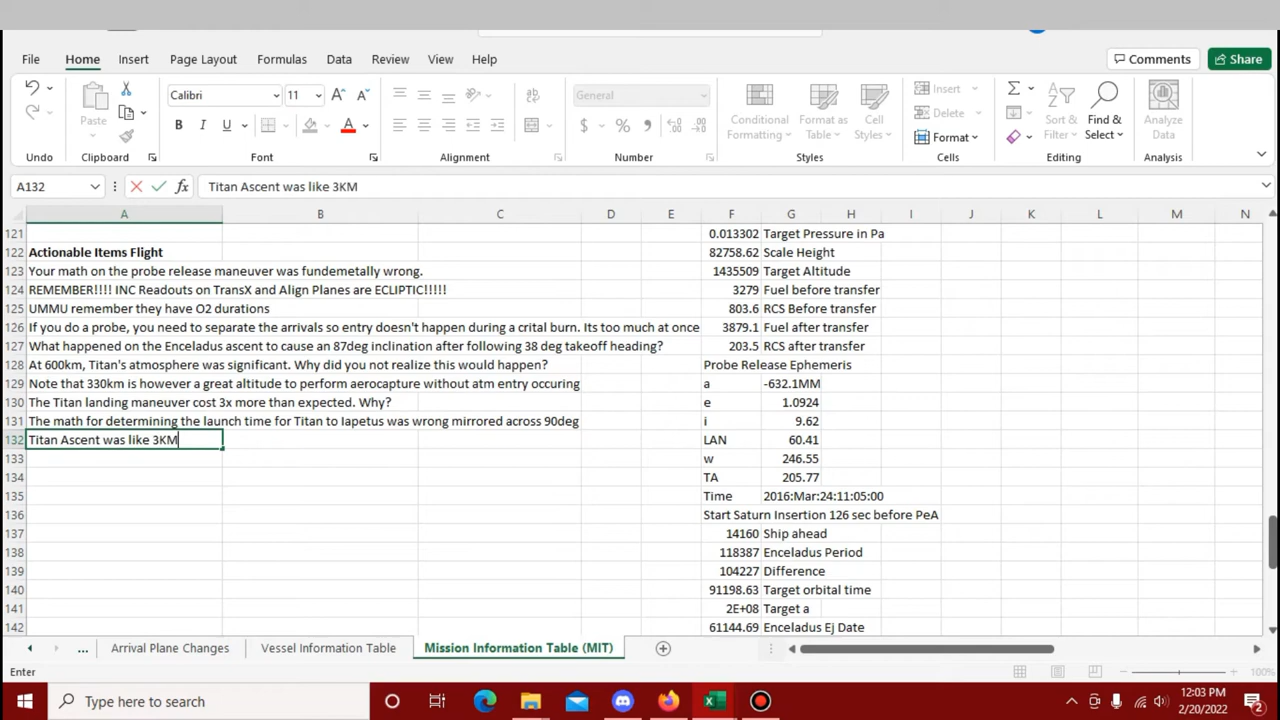 File Home Insert Page Layout Formulas Data Review View Help Comments Share
Calibri 11 General Insert
Undo Paste Clipboard Font Alignment Number Conditional Formatting Format as Table Cell Styles Styles Delete Format Cells Sort & Filter Find & Select Editing Analyze Data Analysis
A132 fx Titan Ascent was like 3KM
A B C D E F G H I J K L M N
121 0.013302 Target Pressure in Pa
122 Actionable Items Flight 82758.62 Scale Height
123 Your math on the probe release maneuver was fundemetally wrong. 1435509 Target Altitude
124 REMEMBER!!!! INC Readouts on TransX and Align Planes are ECLIPTIC!!!!! 3279 Fuel before transfer
125 UMMU remember they have O2 durations 803.6 RCS Before transfer
126 If you do a probe, you need to separate the arrivals so entry doesn't happen during a crital burn. Its too much at once 3879.1 Fuel after transfer
127 What happened on the Enceladus ascent to cause an 87deg inclination after following 38 deg takeoff heading? 203.5 RCS after transfer
128 At 600km, Titan's atmosphere was significant. Why did you not realize this would happen? Probe Release Ephemeris
129 Note that 330km is however a great altitude to perform aerocapture without atm entry occuring a -632.1MM
130 The Titan landing maneuver cost 3x more than expected. Why? e 1.0924
131 The math for determining the launch time for Titan to Iapetus was wrong mirrored across 90deg i 9.62
132 Titan Ascent was like 3KM LAN 60.41
133 w 246.55
134 TA 205.77
135 Time 2016:Mar:24:11:05:00
136 Start Saturn Insertion 126 sec before PeA
137 14160 Ship ahead
138 118387 Enceladus Period
139 104227 Difference
140 91198.63 Target orbital time
141 2E+08 Target a
142 61144.69 Enceladus Ej Date
... Arrival Plane Changes Vessel Information Table Mission Information Table (MIT)
Enter 100%
Type here to search 12:03 PM
2/20/2022 2